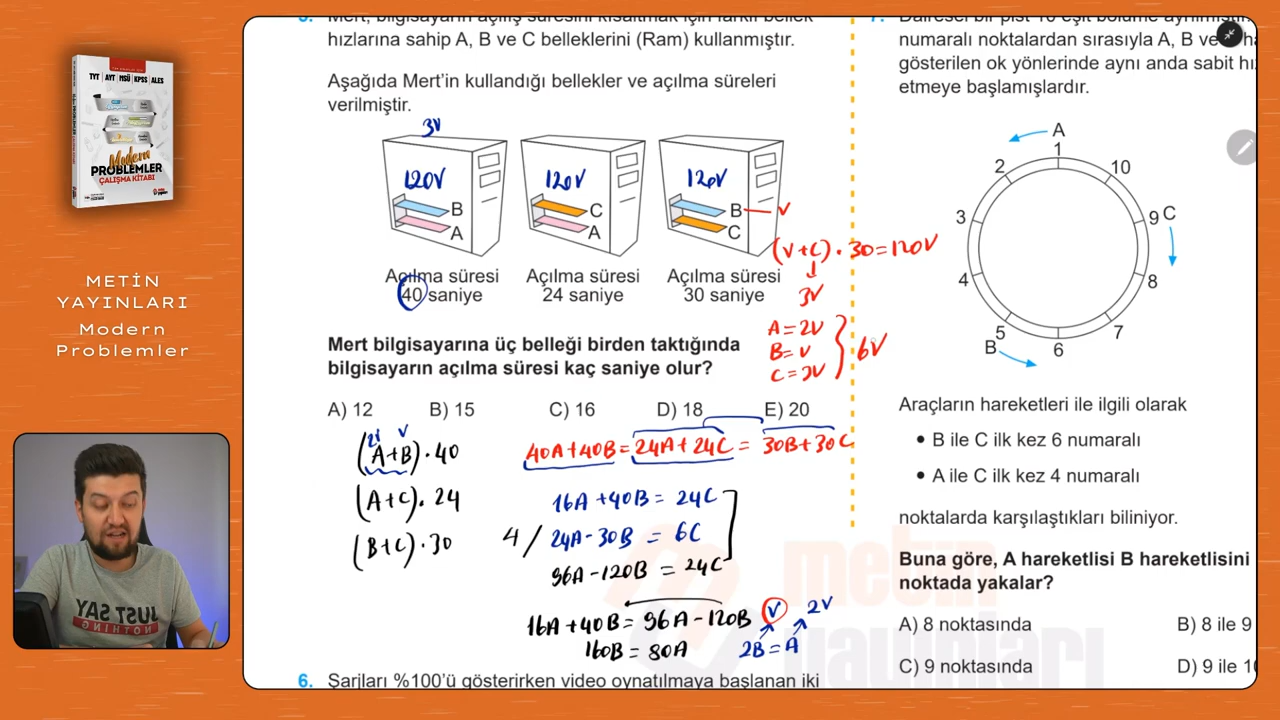 TYT | AYT | MSÜ | KPSS | ALES
Modern
PROBLEMLER
ÇALIŞMA KİTABI
METİN
YAYINLARI
Modern
Problemler
JUST SAY
NOTHING
5. Mert, bilgisayarın açılış süresini kısaltmak için farklı bellek
hızlarına sahip A, B ve C belleklerini (Ram) kullanmıştır.
Aşağıda Mert'in kullandığı bellekler ve açılma süreleri
verilmiştir.
3V
120V
B
A
120V
C
A
120V
B
C
V
Açılma süresi
40 saniye
Açılma süresi
24 saniye
Açılma süresi
30 saniye
(V+C) . 30 = 120V
3V
A = 2V
B = V
C = 3V
6V
Mert bilgisayarına üç belleği birden taktığında
bilgisayarın açılma süresi kaç saniye olur?
A) 12 B) 15 C) 16 D) 18 E) 20
2V V
(A+B) . 40
(A+C) . 24
(B+C) . 30
40A+40B = 24A+24C = 30B+30C
16A+40B = 24C
4/ 24A-30B = 6C
96A-120B = 24C
16A+40B = 96A-120B
160B = 80A
V 2V
2B = A
6. Şarjları %100'ü gösterirken video oynatılmaya başlanan iki
7. Dairesel bir pist 10 eşit bölüme ayrılmıştır.
numaralı noktalardan sırasıyla A, B ve
gösterilen ok yönlerinde aynı anda sabit
etmeye başlamışlardır.
A
1
2
10
3
9
C
4
8
5
7
B
6
Araçların hareketleri ile ilgili olarak
• B ile C ilk kez 6 numaralı
• A ile C ilk kez 4 numaralı
noktalarda karşılaştıkları biliniyor.
Buna göre, A hareketlisi B hareketlisini
noktada yakalar?
A) 8 noktasında B) 8 ile 9
C) 9 noktasında D) 9 ile
metin
yayınları